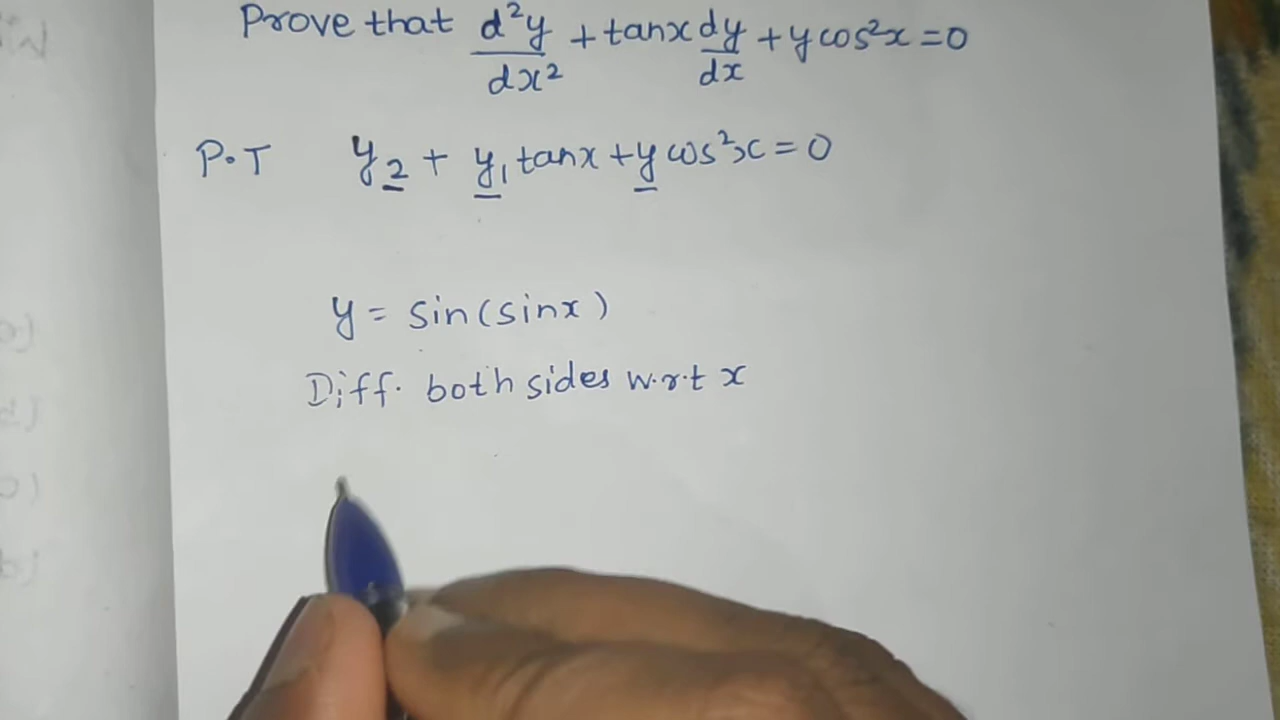 Prove that d²y/dx² + tanx dy/dx + y cos²x = 0
P.T y₂ + y₁ tanx + y cos²x = 0
y = sin(sinx)
Diff. both sides w.r.t x